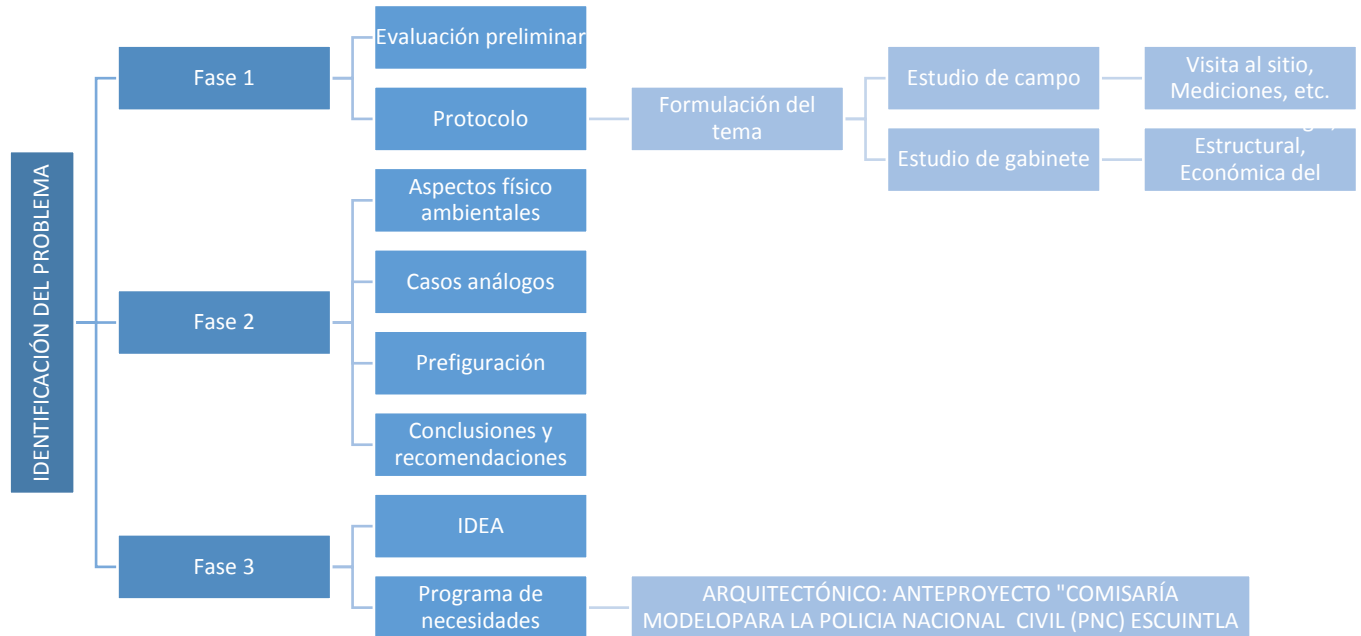 IDENTIFICACIÓN DEL PROBLEMA
Fase 1
Evaluación preliminar
Protocolo
Formulación del
tema
Estudio de campo
Visita al sitio,
Mediciones, etc.
Estudio de gabinete
Estructural,
Económica del
Fase 2
Aspectos físico
ambientales
Casos análogos
Prefiguración
Conclusiones y
recomendaciones
Fase 3
IDEA
Programa de
necesidades
ARQUITECTÓNICO: ANTEPROYECTO "COMISARÍA
MODELOPARA LA POLICIA NACIONAL CIVIL (PNC) ESCUINTLA